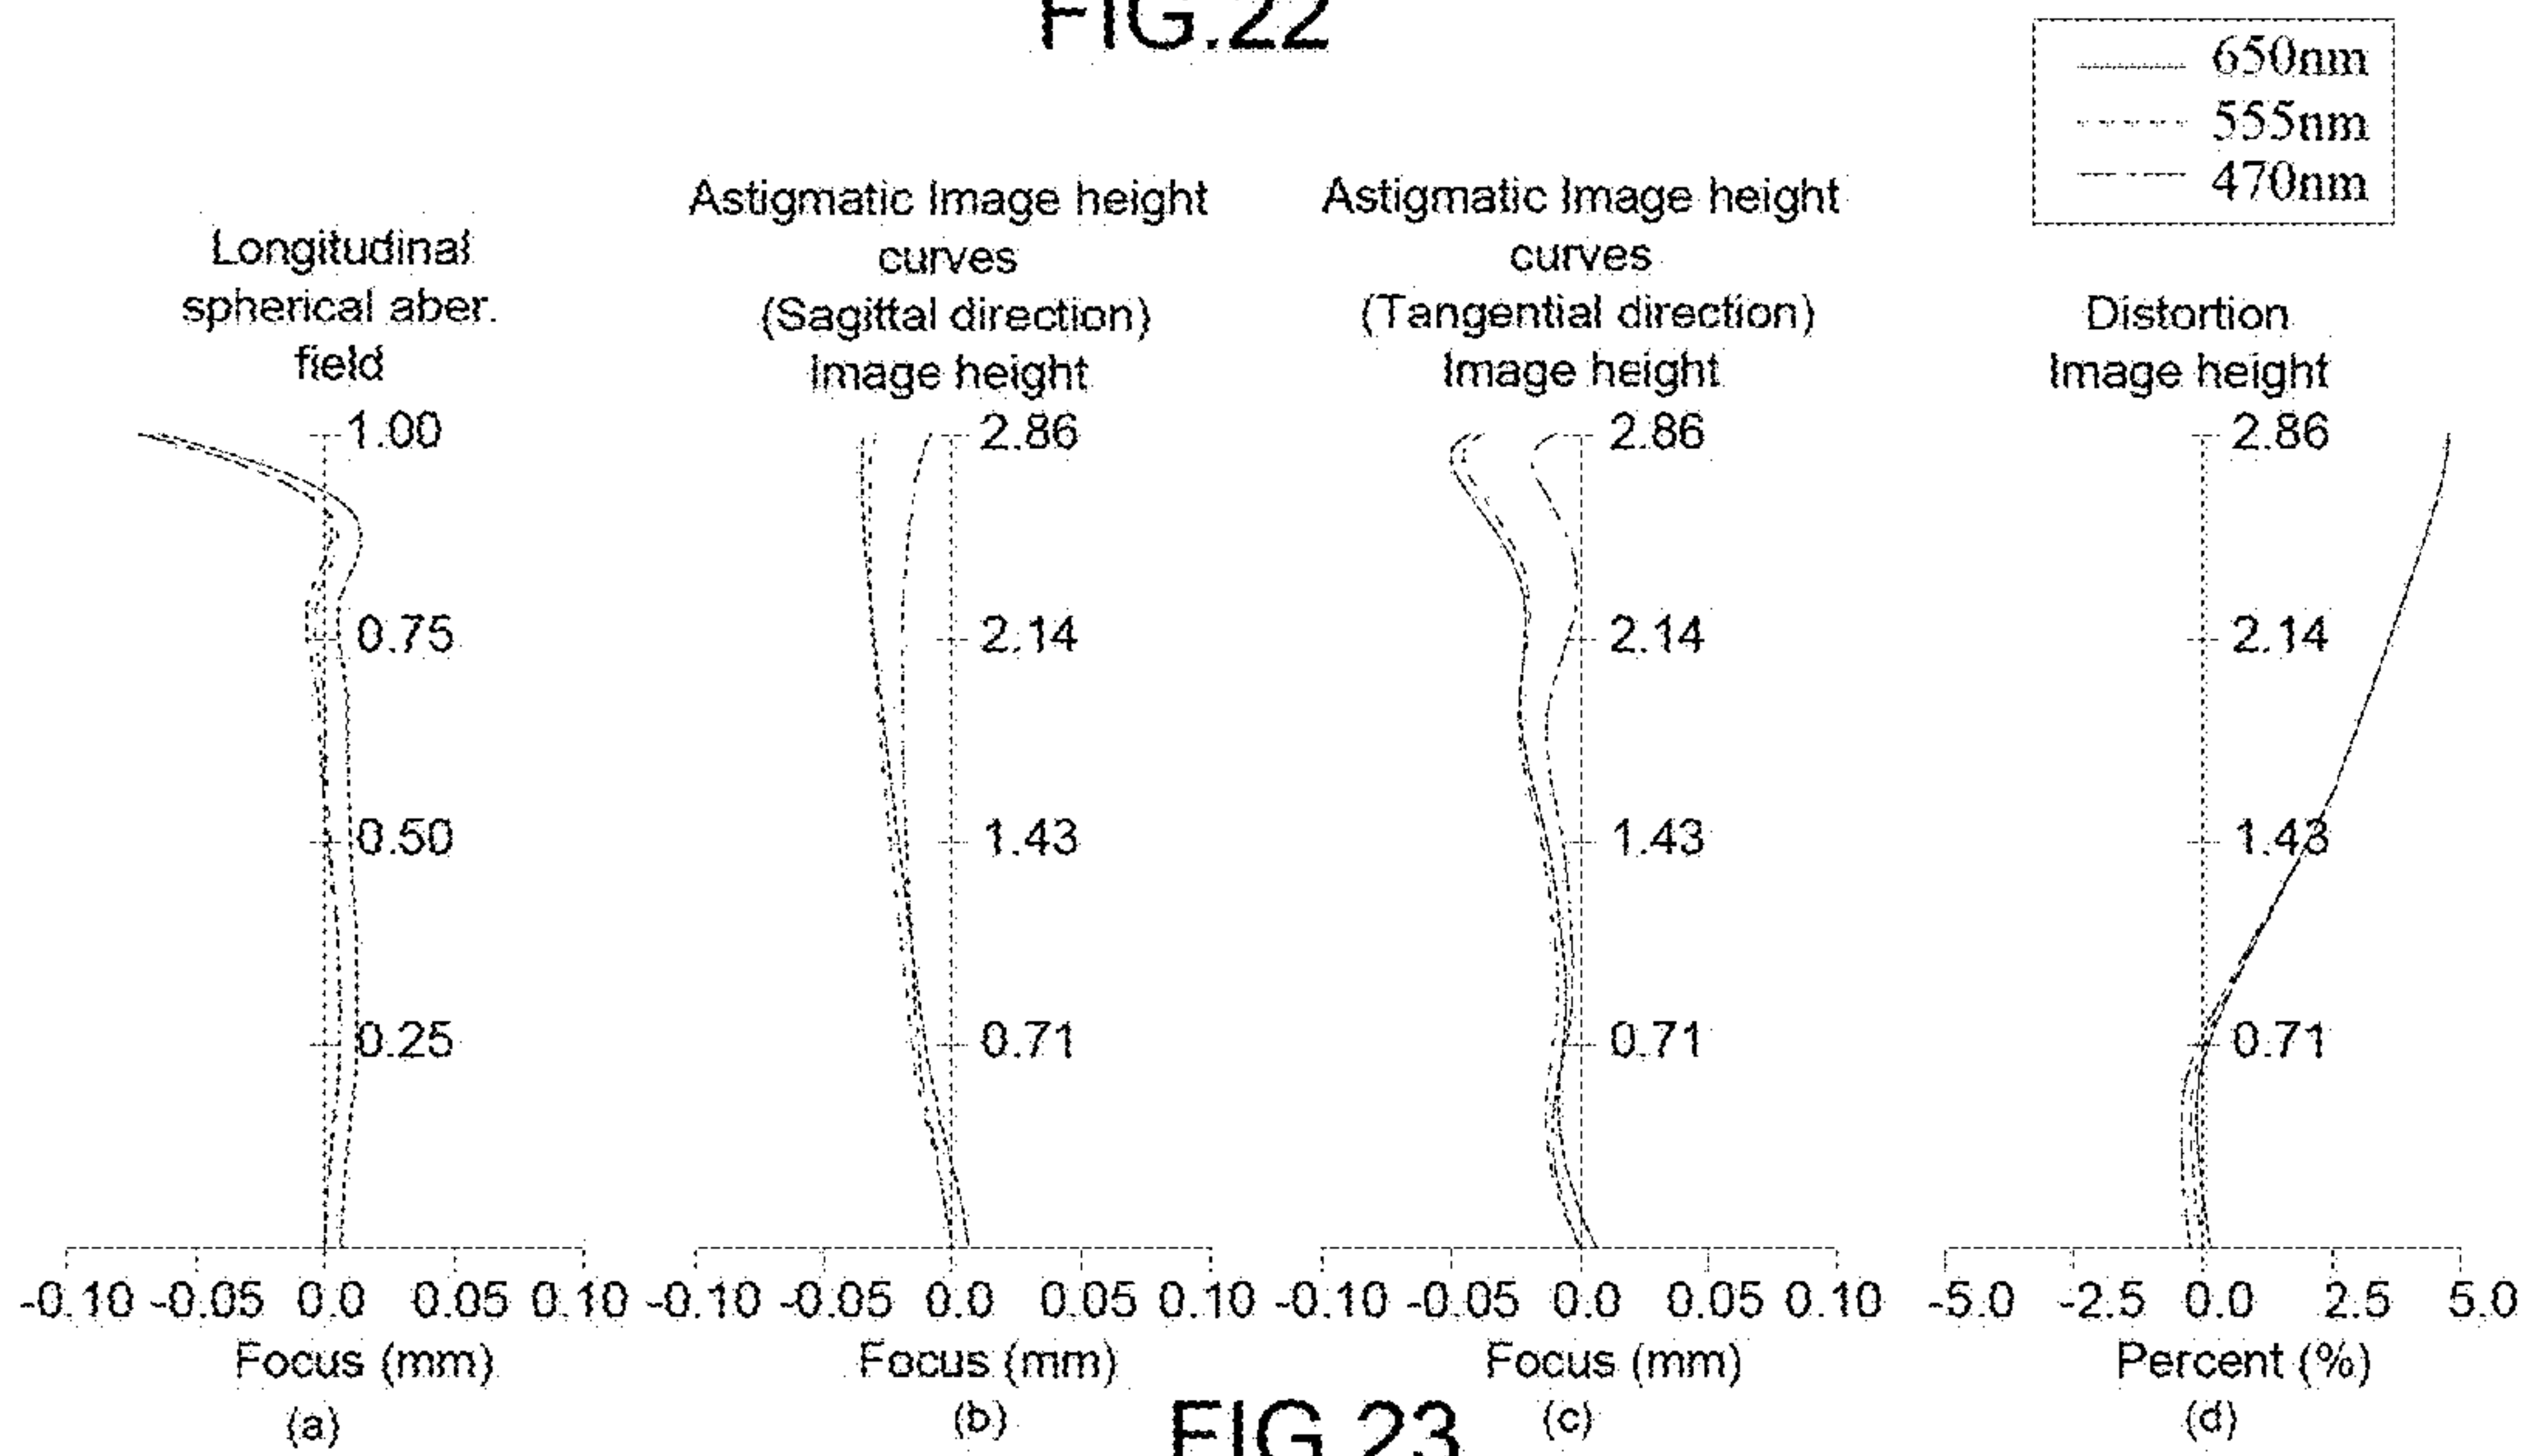 FIG.22
650nm
555nm
470nm
Longitudinal
spherical aber.
field
1.00
0.75
0.50
0.25
-0.10 -0.05 0.0 0.05 0.10
Focus (mm)
(a)
Astigmatic Image height
curves
(Sagittal direction)
Image height
2.86
2.14
1.43
0.71
-0.10 -0.05 0.0 0.05 0.10
Focus (mm)
(b)
Astigmatic Image height
curves
(Tangential direction)
Image height
2.86
2.14
1.43
0.71
-0.10 -0.05 0.0 0.05 0.10
Focus (mm)
(c)
Distortion
Image height
2.86
2.14
1.43
0.71
-5.0 -2.5 0.0 2.5 5.0
Percent (%)
(d)
FIG.23